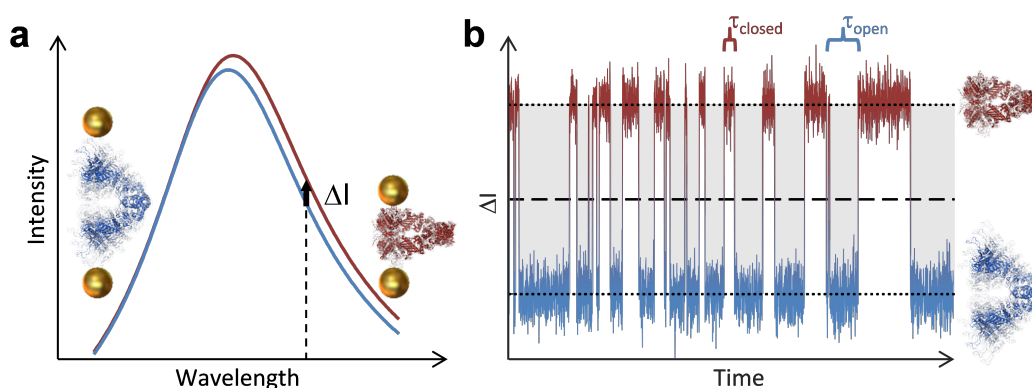 a
Intensity
ΔI
Wavelength
b
τclosed
τopen
ΔI
Time